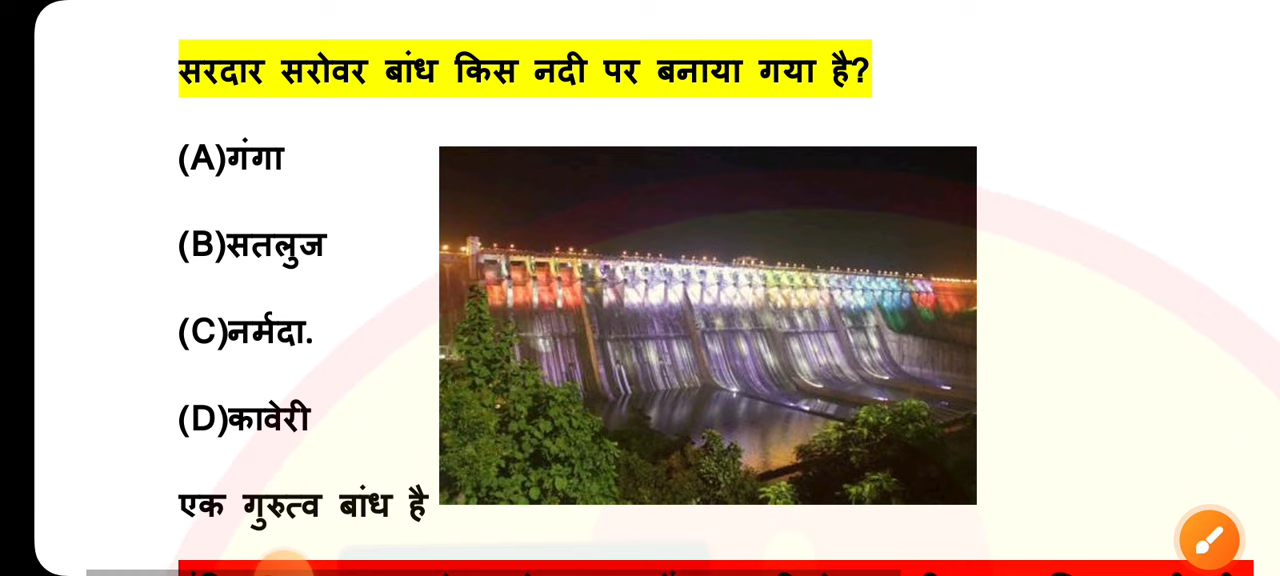 सरदार सरोवर बांध किस नदी पर बनाया गया है?
(A)गंगा
(B)सतलुज
(C)नर्मदा.
(D)कावेरी
एक गुरुत्व बांध है